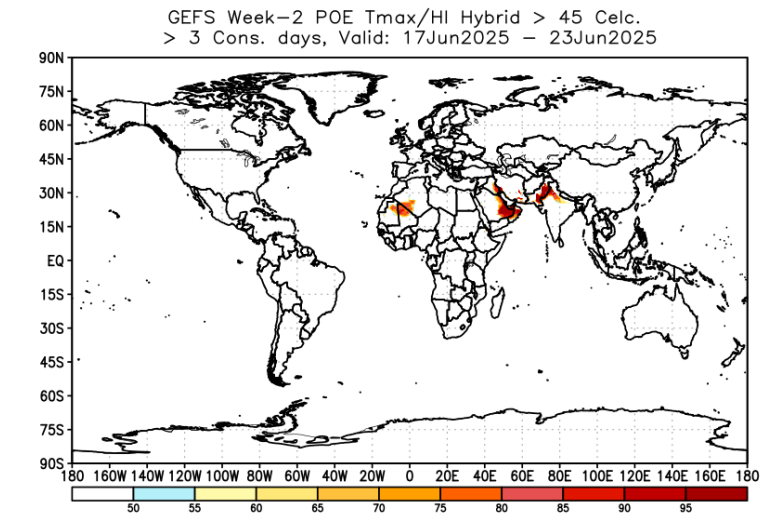 GEFS Week-2 POE Tmax/HI Hybrid > 45 Celc.
> 3 Cons. days, Valid: 17Jun2025 - 23Jun2025
90N
75N
60N
45N
30N
15N
EQ
15S
30S
45S
60S
75S
90S
180 160W 140W 120W 100W 80W 60W 40W 20W 0 20E 40E 60E 80E 100E 120E 140E 160E 180
50 55 60 65 70 75 80 85 90 95